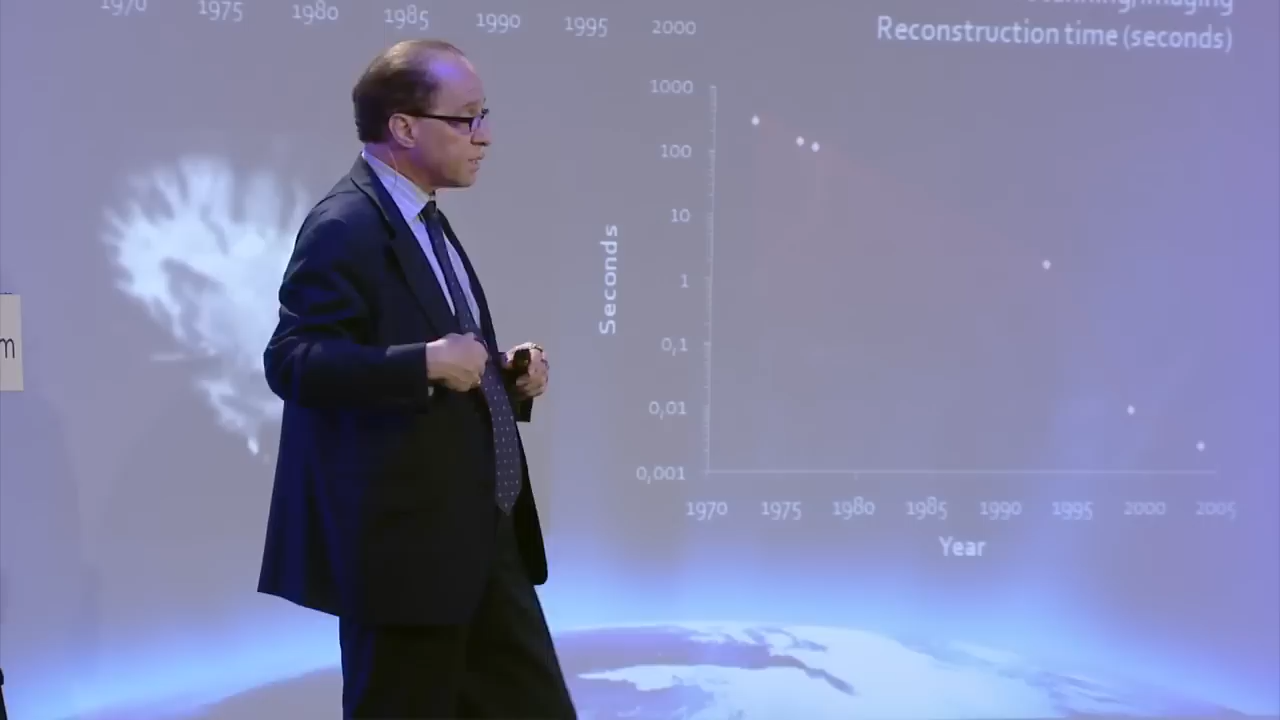 1970 1975 1980 1985 1990 1995 2000
Reconstruction time (seconds)
1000
100
10
1
0,1
0,01
0,001
Seconds
1970 1975 1980 1985 1990 1995 2000 2005
Year
m